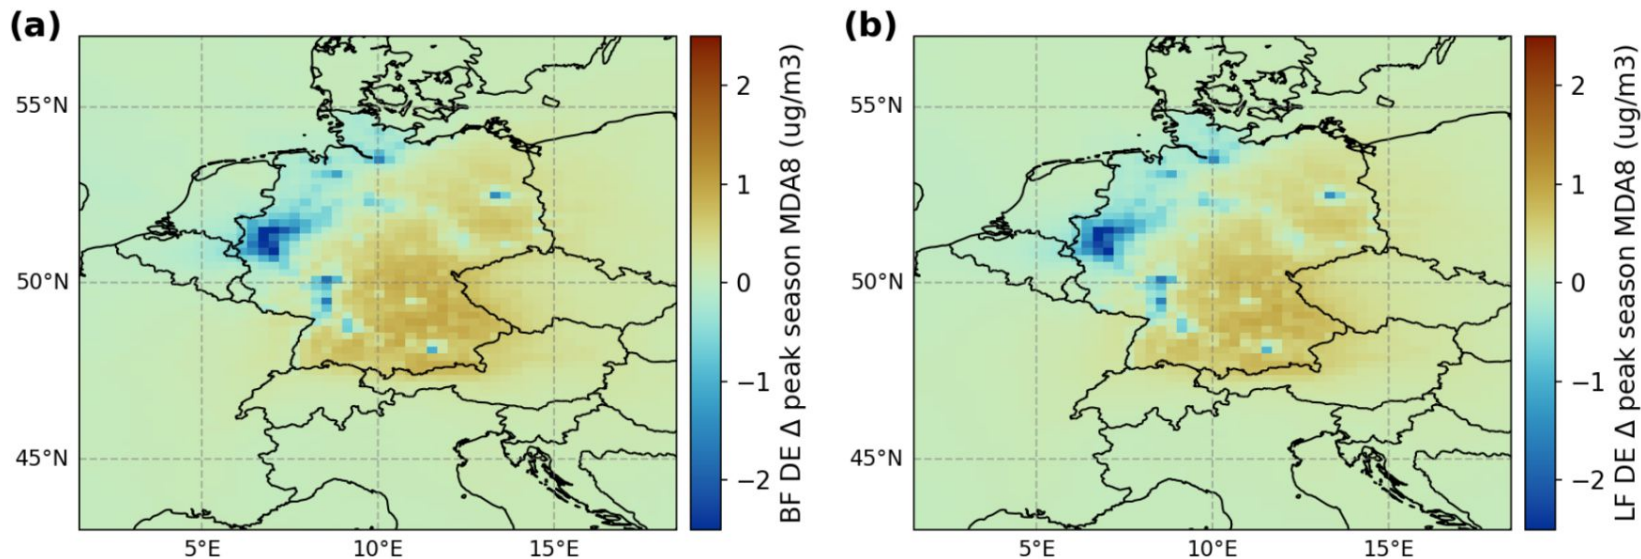 (a)
55°N
50°N
45°N
5°E
10°E
15°E
2
1
0
−1
−2
BF DE Δ peak season MDA8 (ug/m3)
(b)
55°N
50°N
45°N
5°E
10°E
15°E
2
1
0
−1
−2
LF DE Δ peak season MDA8 (ug/m3)